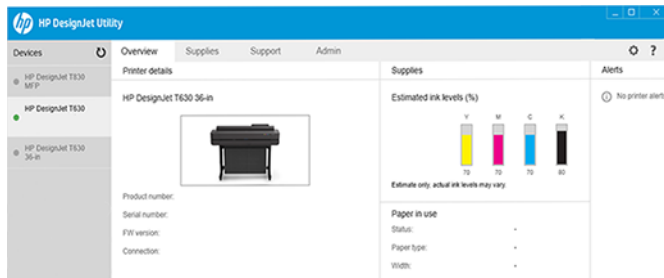 hp HP DesignJet Utility
Devices
HP DesignJet T830
MFP
HP DesignJet T630
HP DesignJet T630
36-in
Overview Supplies Support Admin
?
Printer details
HP DesignJet T630 36-in
Product number:
Serial number:
FW version:
Connection:
Supplies
Estimated ink levels (%)
Y M C K
70 70 70 80
Estimate only, actual ink levels may vary.
Paper in use
Status: -
Paper type: -
Width: -
Alerts
No printer alerts